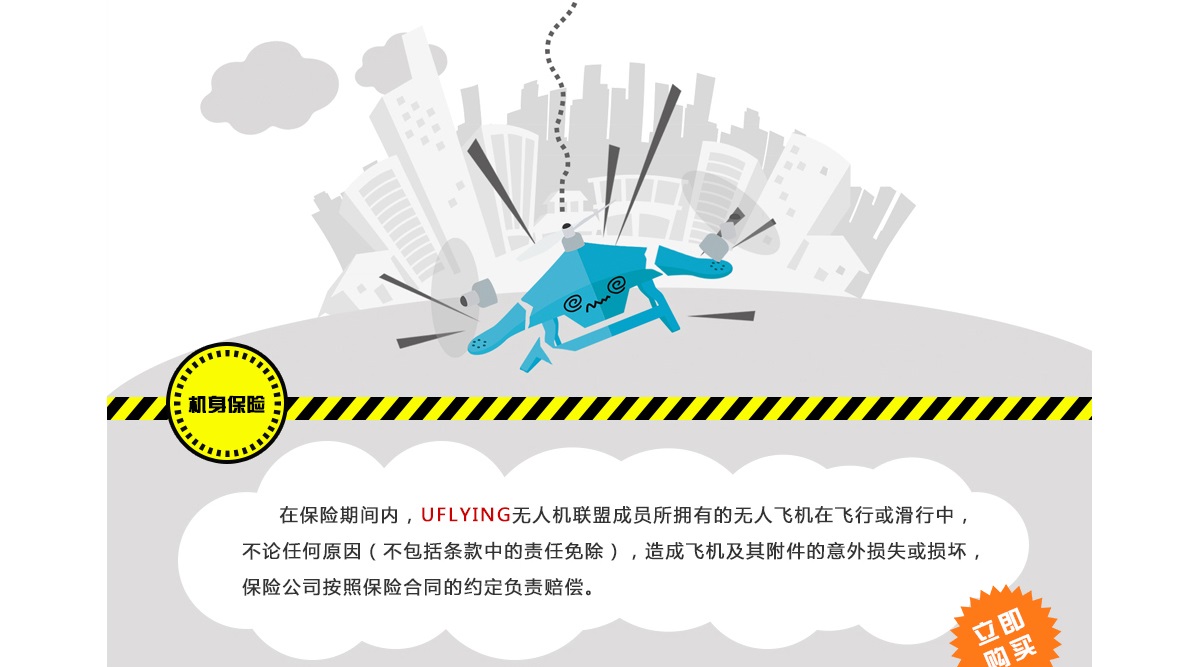 机身保险
在保险期间内，UFLYING无人机联盟成员所拥有的无人飞机在飞行或滑行中，
不论任何原因（不包括条款中的责任免除），造成飞机及其附件的意外损失或损坏，
保险公司按照保险合同的约定负责赔偿。
立即
购买